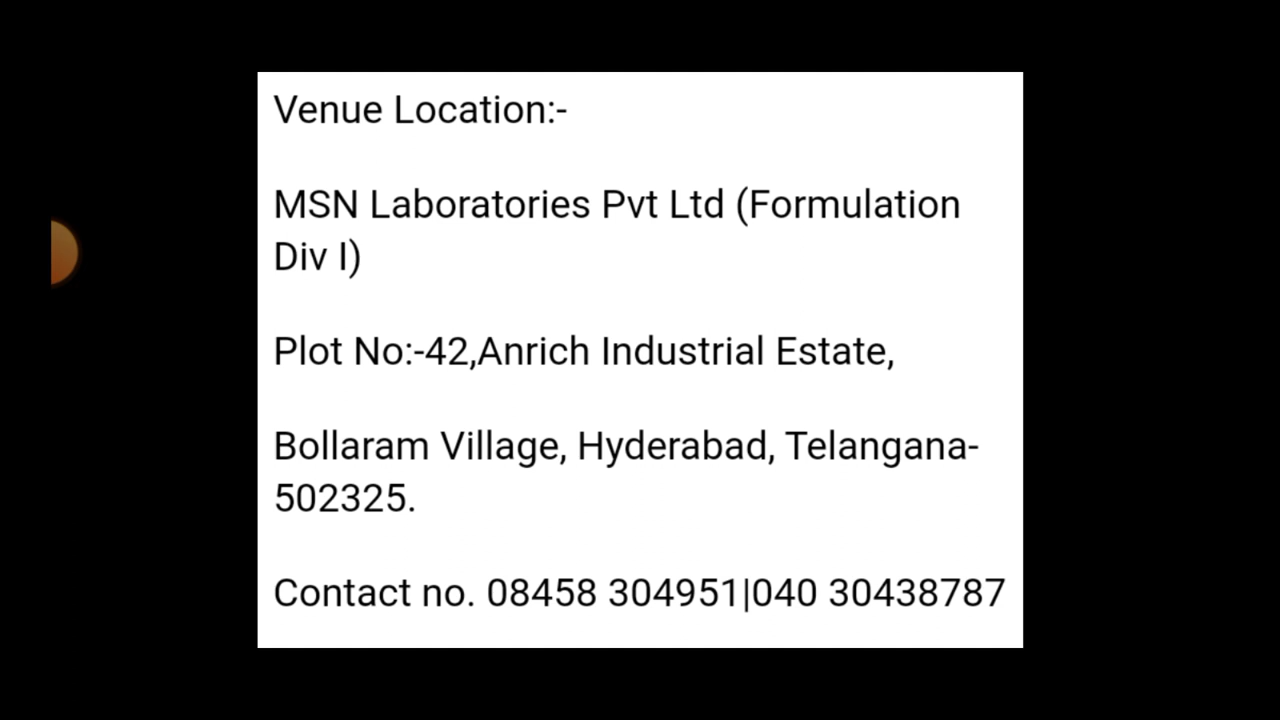 Venue Location:-
MSN Laboratories Pvt Ltd (Formulation
Div I)
Plot No:-42,Anrich Industrial Estate,
Bollaram Village, Hyderabad, Telangana-
502325.
Contact no. 08458 304951|040 30438787